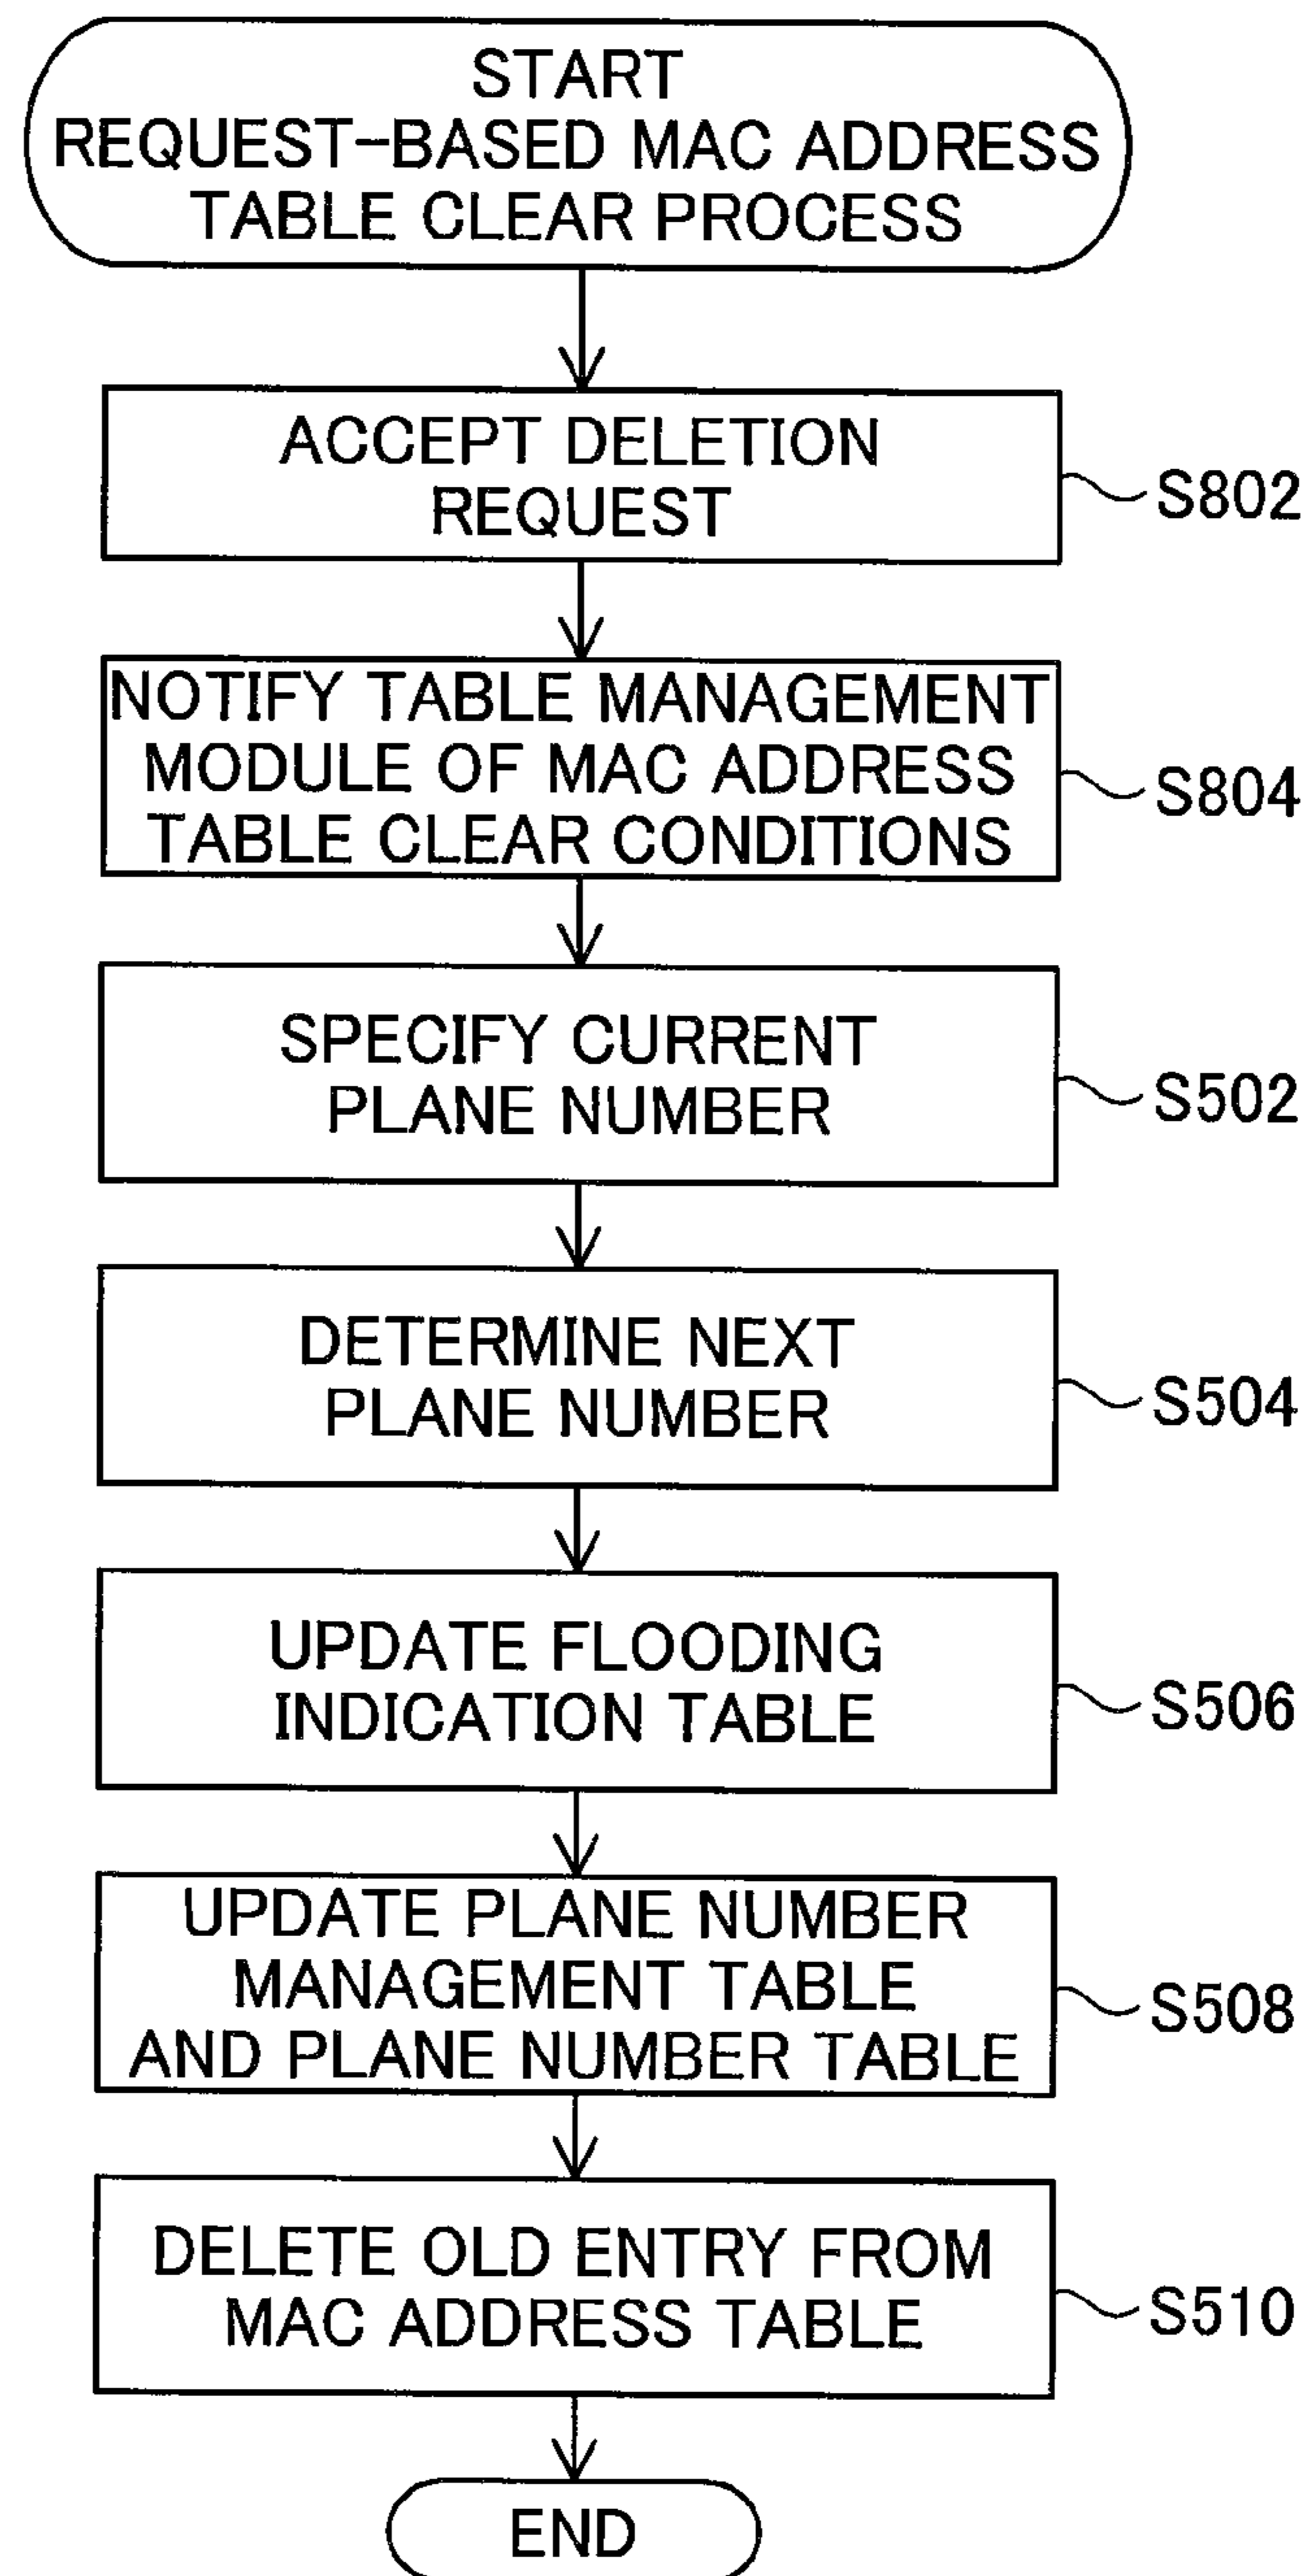 START
REQUEST-BASED MAC ADDRESS
TABLE CLEAR PROCESS
ACCEPT DELETION
REQUEST
S802
NOTIFY TABLE MANAGEMENT
MODULE OF MAC ADDRESS
TABLE CLEAR CONDITIONS
S804
SPECIFY CURRENT
PLANE NUMBER
S502
DETERMINE NEXT
PLANE NUMBER
S504
UPDATE FLOODING
INDICATION TABLE
S506
UPDATE PLANE NUMBER
MANAGEMENT TABLE
AND PLANE NUMBER TABLE
S508
DELETE OLD ENTRY FROM
MAC ADDRESS TABLE
S510
END